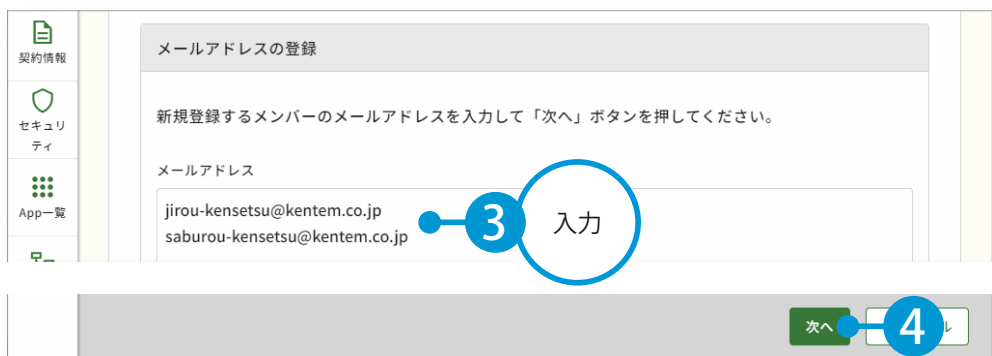 契約情報
セキュリ
ティ
App一覧
メールアドレスの登録
新規登録するメンバーのメールアドレスを入力して「次へ」ボタンを押してください。
メールアドレス
jirou-kensetsu@kentem.co.jp
saburou-kensetsu@kentem.co.jp
3 入力
次へ
4